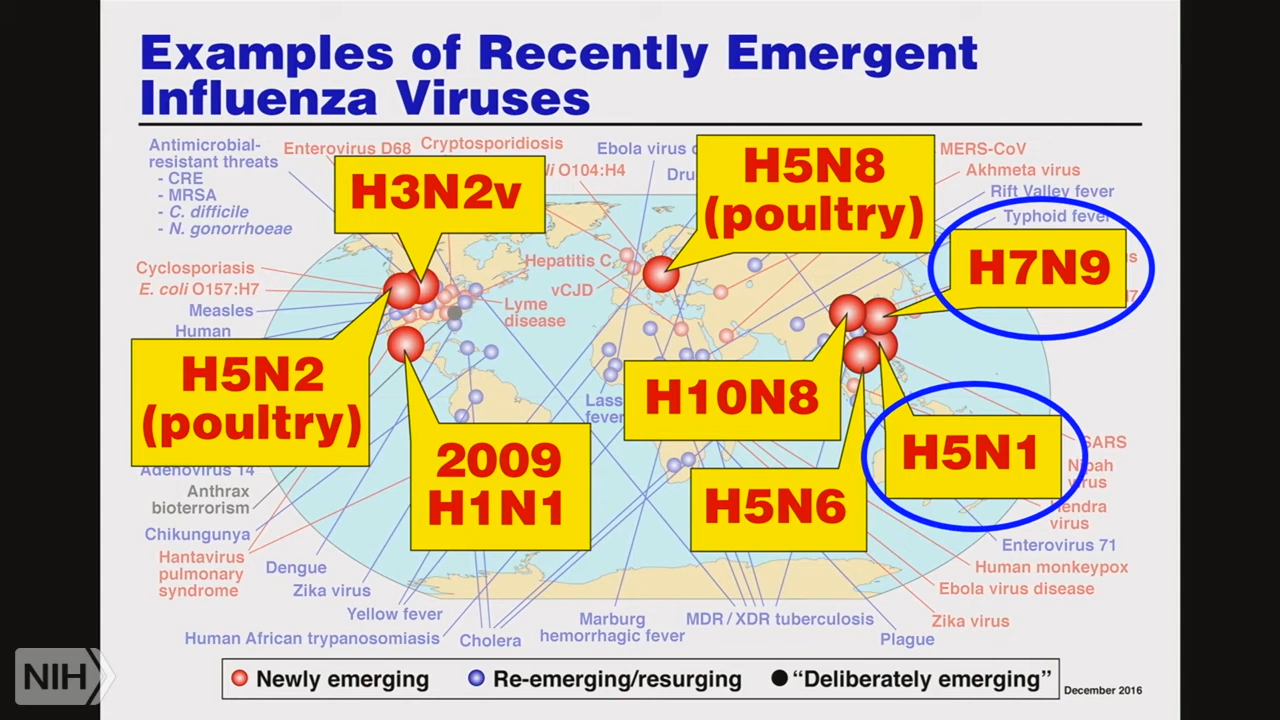 Examples of Recently Emergent
Influenza Viruses
Antimicrobial-
resistant threats
- CRE
- MRSA
- C. difficile
- N. gonorrhoeae
Enterovirus D68
Cryptosporidiosis
O104:H4
Ebola virus
MERS-CoV
Akhmeta virus
Rift Valley fever
Typhoid fever
H3N2v
H5N8
(poultry)
H7N9
Cyclosporiasis
E. coli O157:H7
Measles
Human
Hepatitis C
vCJD
Lyme
disease
H5N2
(poultry)
H10N8
Lassa
fever
2009
H1N1
H5N6
H5N1
SARS
Nipah
virus
Hendra
virus
Adenovirus 14
Anthrax
bioterrorism
Chikungunya
Hantavirus
pulmonary
syndrome
Dengue
Zika virus
Yellow fever
Human African trypanosomiasis
Cholera
Marburg
hemorrhagic fever
MDR / XDR tuberculosis
Plague
Enterovirus 71
Human monkeypox
Ebola virus disease
Zika virus
Newly emerging
Re-emerging/resurging
“Deliberately emerging”
December 2016
NIH